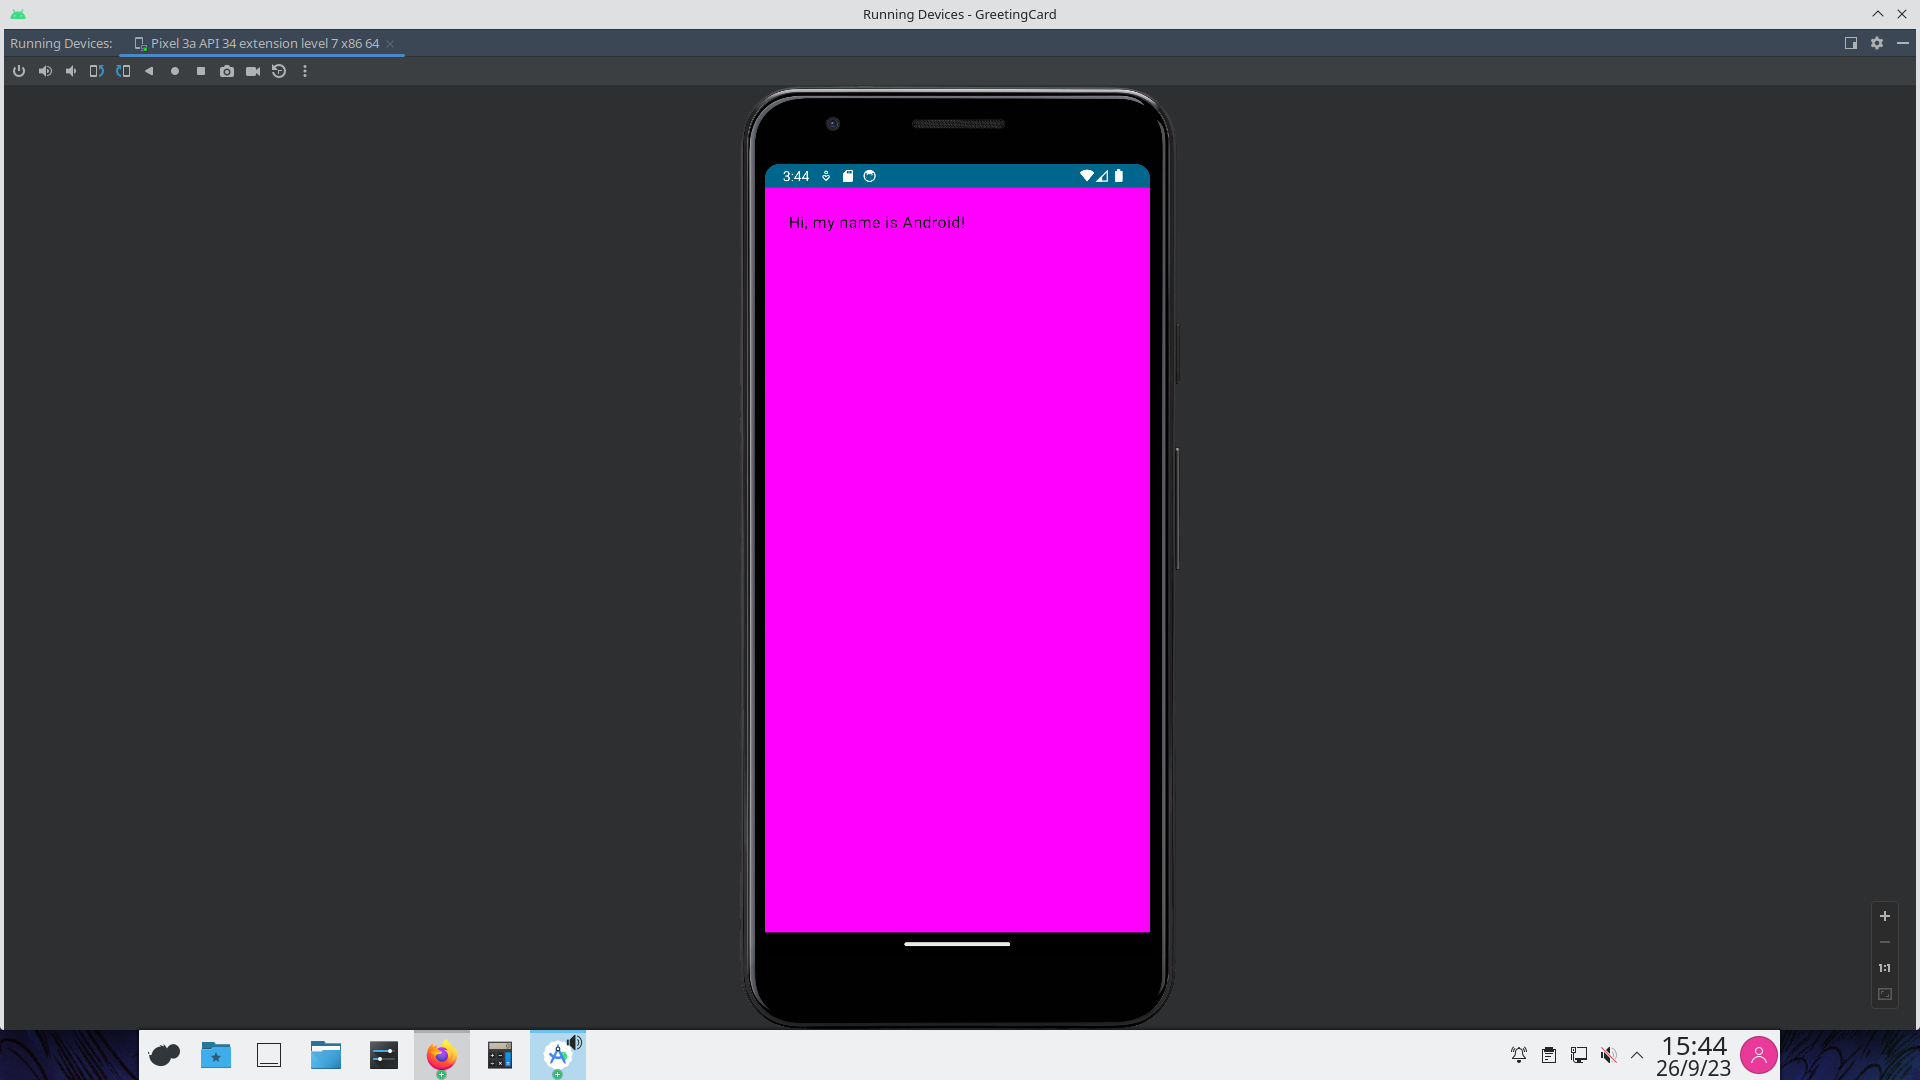 Running Devices - GreetingCard
Running Devices:
Pixel 3a API 34 extension level 7 x86 64
3:44
Hi, my name is Android!
1:1
15:44
26/9/23